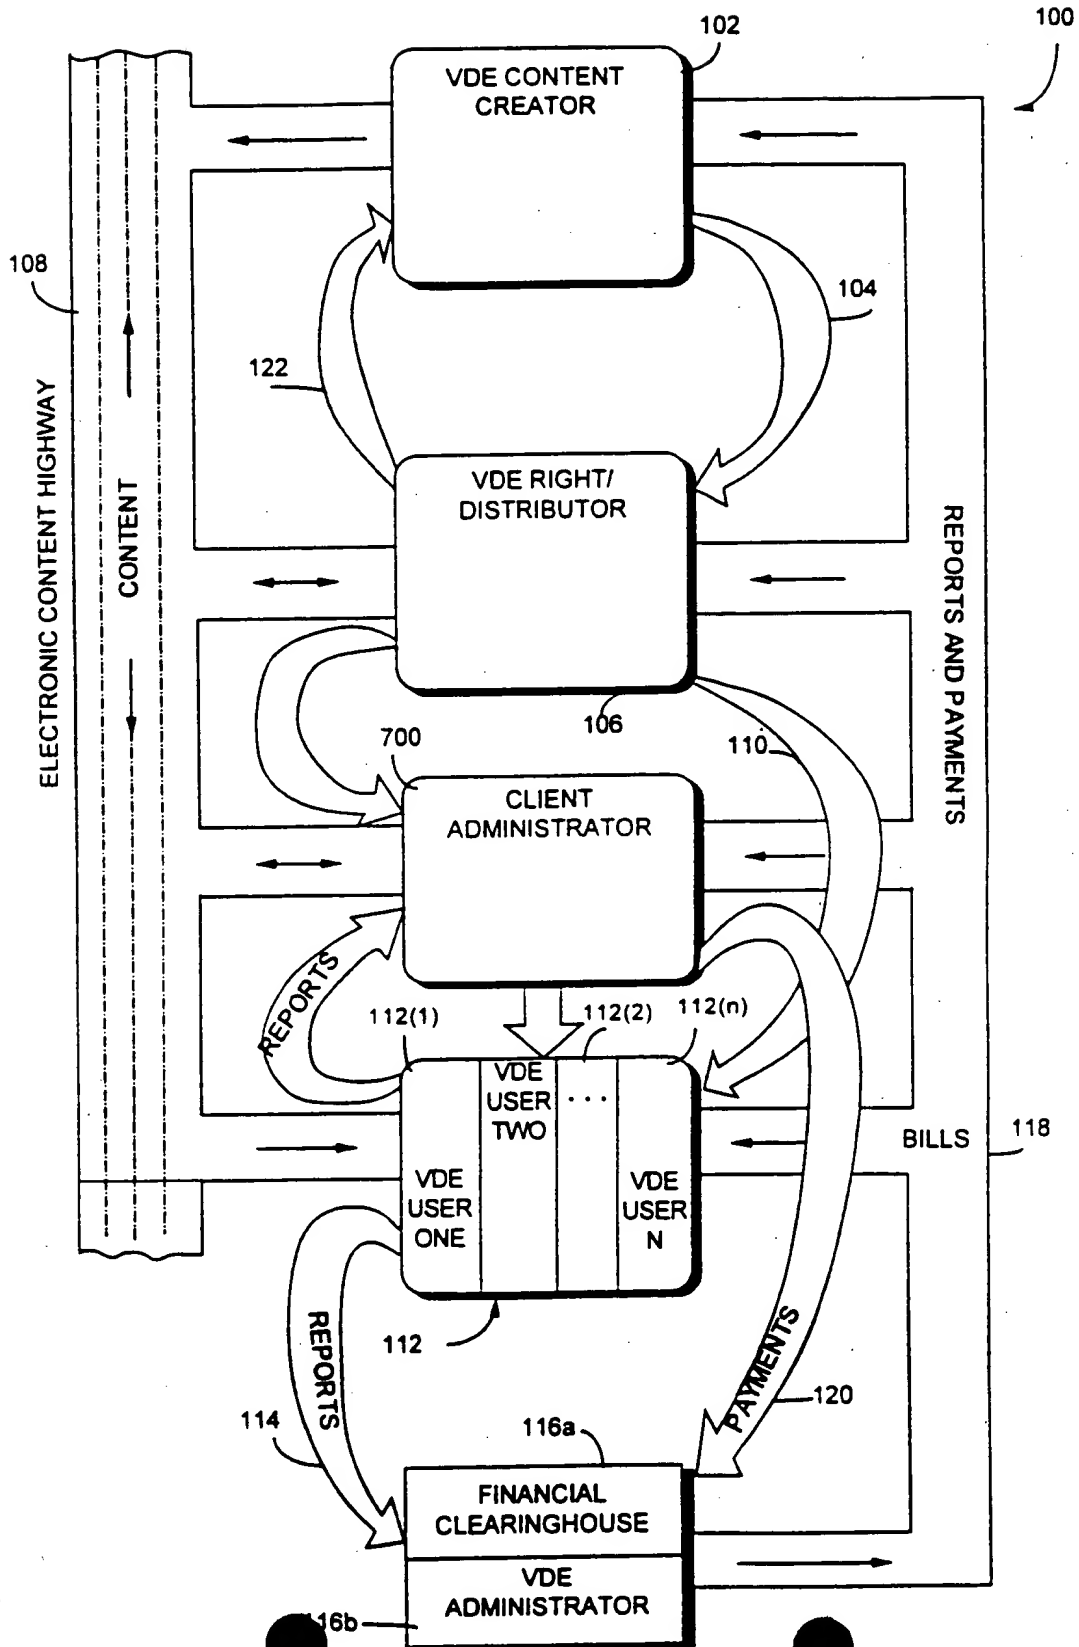 100
102
VDE CONTENT
CREATOR
108
104
122
ELECTRONIC CONTENT HIGHWAY
CONTENT
VDE RIGHT/
DISTRIBUTOR
REPORTS AND PAYMENTS
106
700
110
CLIENT
ADMINISTRATOR
REPORTS
112(1)
112(2)
112(n)
VDE
USER
TWO
...
BILLS
118
VDE
USER
ONE
VDE
USER
N
REPORTS
112
PAYMENTS
120
114
116a
FINANCIAL
CLEARINGHOUSE
VDE
ADMINISTRATOR
16b